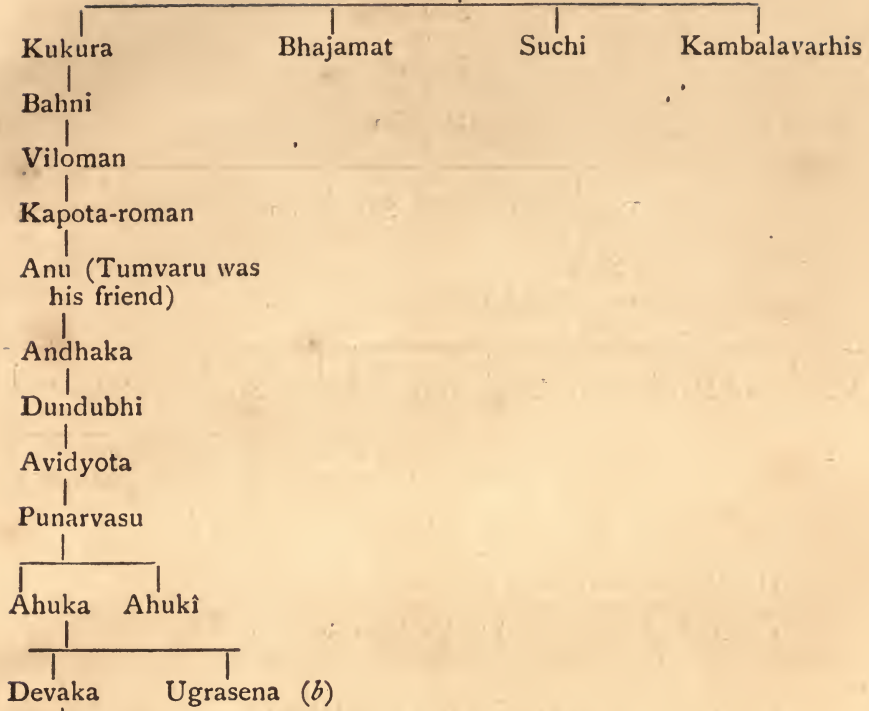 Kukura Bhajamat Suchi Kambalavarhis
Bahni
Viloman
Kapota-roman
Anu (Tumvaru was
his friend)
Andhaka
Dundubhi
Avidyota
Punarvasu
Ahuka Ahukî
Devaka Ugrasena (b)